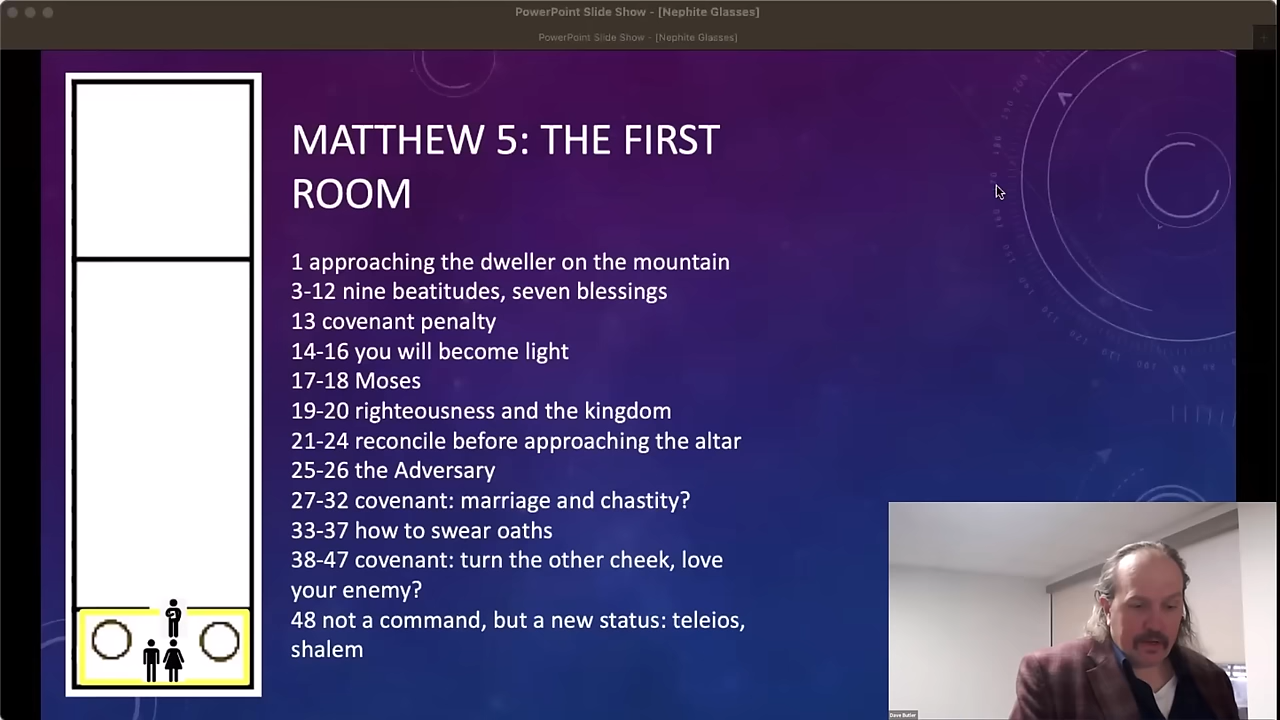 PowerPoint Slide Show - [Nephite Glasses]
PowerPoint Slide Show - [Nephite Glasses]
MATTHEW 5: THE FIRST
ROOM
1 approaching the dweller on the mountain
3-12 nine beatitudes, seven blessings
13 covenant penalty
14-16 you will become light
17-18 Moses
19-20 righteousness and the kingdom
21-24 reconcile before approaching the altar
25-26 the Adversary
27-32 covenant: marriage and chastity?
33-37 how to swear oaths
38-47 covenant: turn the other cheek, love
your enemy?
48 not a command, but a new status: teleios,
shalem
Dave Butler